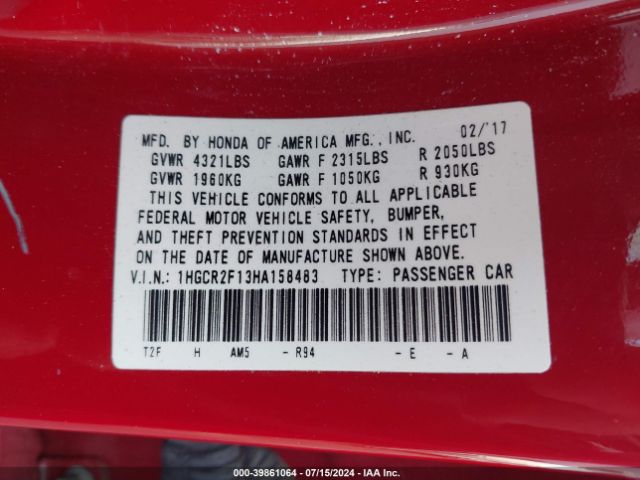 MFD. BY HONDA OF AMERICA MFG., INC. 02/'17
GVWR 4321LBS GAWR F 2315LBS R 2050LBS
GVWR 1960KG GAWR F 1050KG R 930KG
THIS VEHICLE CONFORMS TO ALL APPLICABLE
FEDERAL MOTOR VEHICLE SAFETY, BUMPER,
AND THEFT PREVENTION STANDARDS IN EFFECT
ON THE DATE OF MANUFACTURE SHOWN ABOVE.
V.I.N.: 1HGCR2F13HA158483 TYPE: PASSENGER CAR
T2F H AM5 - R94 - E - A
000-39861064 - 07/15/2024 - IAA Inc.